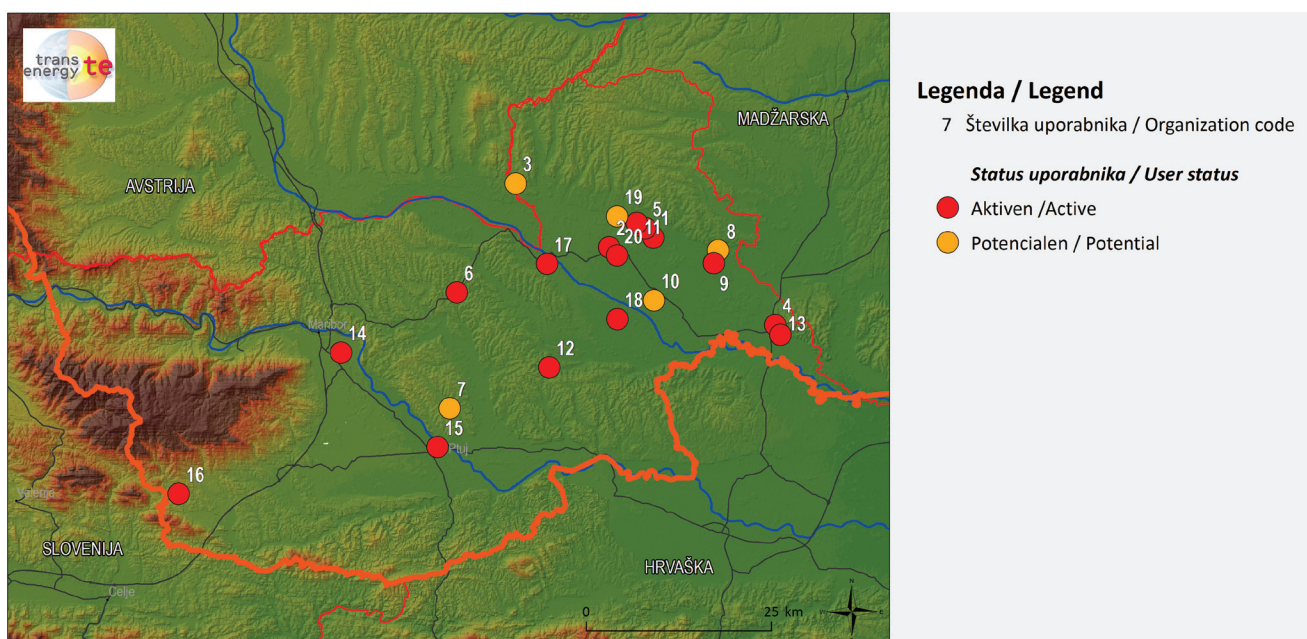 trans
energy te
MADŽARSKA
AVSTRIJA
3
19
5
1
2
11
20
8
17
9
6
10
18
4
13
Maribor
14
12
7
15
Ptuj
16
Velenje
SLOVENIJA
HRVAŠKA
Celje
N
W
E
S
0
25 km
Legenda / Legend
7 Številka uporabnika / Organization code
Status uporabnika / User status
Aktiven /Active
Potencialen / Potential